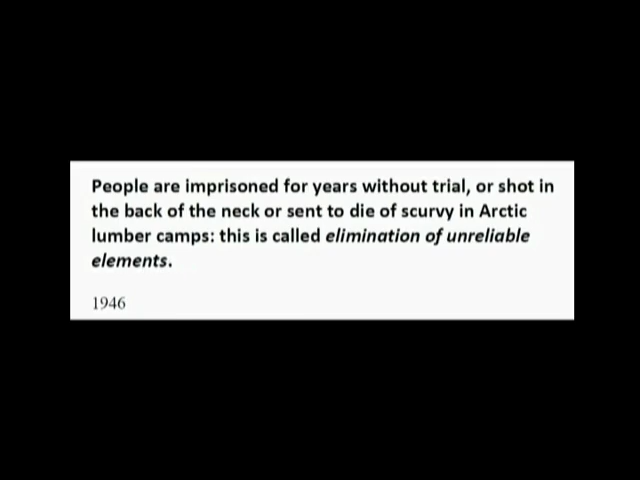 People are imprisoned for years without trial, or shot in
the back of the neck or sent to die of scurvy in Arctic
lumber camps: this is called elimination of unreliable
elements.
1946